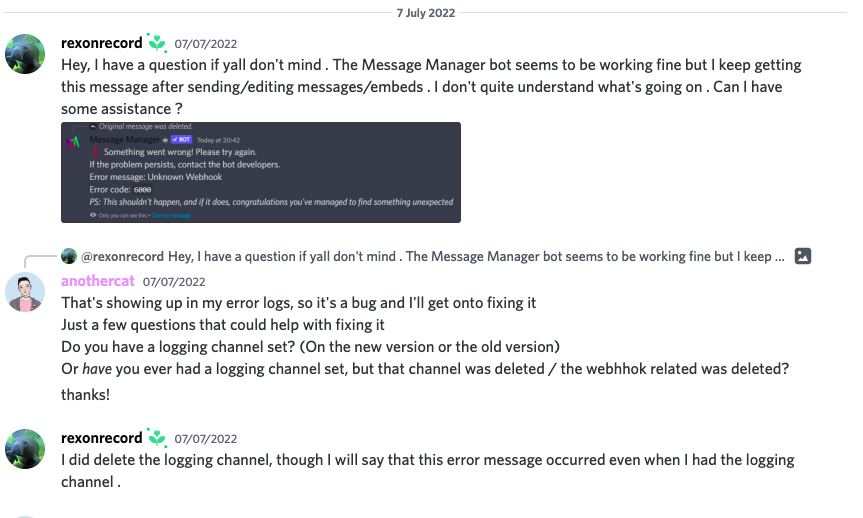 7 July 2022
rexonrecord 07/07/2022
Hey, I have a question if yall don't mind . The Message Manager bot seems to be working fine but I keep getting
this message after sending/editing messages/embeds . I don't quite understand what's going on . Can I have
some assistance ?
Original message was deleted.
Message Manager BOT Today at 20:42
Something went wrong! Please try again.
If the problem persists, contact the bot developers.
Error message: Unknown Webhook
Error code: 6000
PS: This shouldn't happen, and if it does, congratulations you've managed to find something unexpected
Only you can see this • Dismiss message
@rexonrecord Hey, I have a question if yall don't mind . The Message Manager bot seems to be working fine but I keep ...
anothercat 07/07/2022
That's showing up in my error logs, so it's a bug and I'll get onto fixing it
Just a few questions that could help with fixing it
Do you have a logging channel set? (On the new version or the old version)
Or have you ever had a logging channel set, but that channel was deleted / the webhhok related was deleted?
thanks!
rexonrecord 07/07/2022
I did delete the logging channel, though I will say that this error message occurred even when I had the logging
channel .